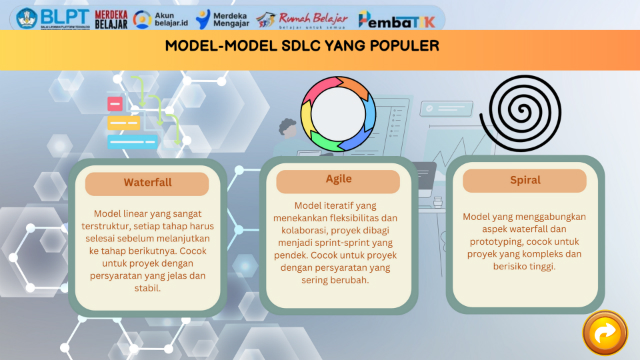 BLPT
MERDEKA
BELAJAR
Akun
belajar.id
Merdeka
Mengajar
Rumah Belajar
belajar untuk semua
PembaTIK
MODEL-MODEL SDLC YANG POPULER
Waterfall
Model linear yang sangat
terstruktur, setiap tahap harus
selesai sebelum melanjutkan
ke tahap berikutnya. Cocok
untuk proyek dengan
persyaratan yang jelas dan
stabil.
Agile
Model iteratif yang
menekankan fleksibilitas dan
kolaborasi, proyek dibagi
menjadi sprint-sprint yang
pendek. Cocok untuk proyek
dengan persyaratan yang
sering berubah.
Spiral
Model yang menggabungkan
aspek waterfall dan
prototyping, cocok untuk
proyek yang kompleks dan
berisiko tinggi.